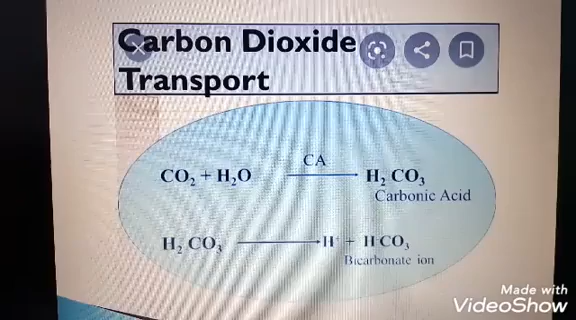 Carbon Dioxide
Transport
CA
CO₂ + H₂O → H₂ CO₃
Carbonic Acid
H₂ CO₃ → H⁺ + HCO₃
Bicarbonate ion
Made with
VideoShow